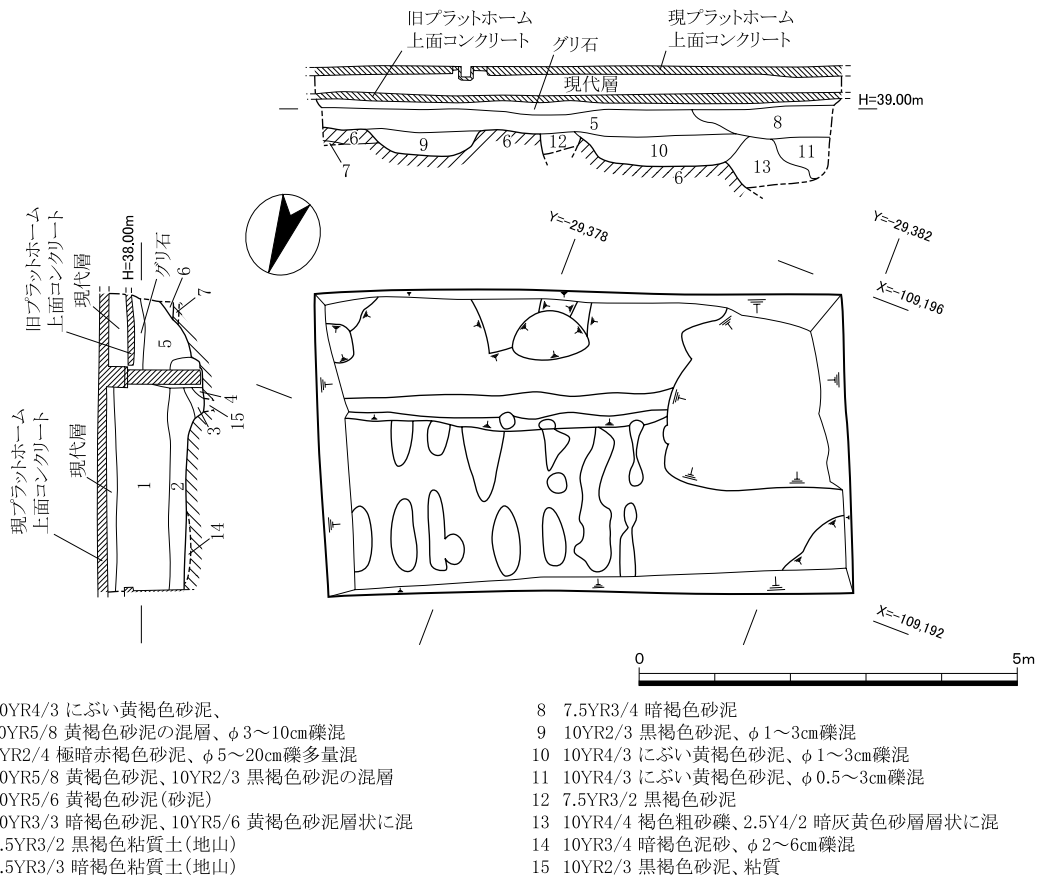 旧プラットホーム
上面コンクリート
グリ石
現プラットホーム
上面コンクリート
現代層
H=39.00m
5
8
6
9
6
12
10
11
13
7
6
旧プラットホーム
上面コンクリート
現代層
H=38.00m
グリ石
6
7
5
4
15
3
現プラットホーム
上面コンクリート
現代層
1
2
14
Y=-29,378
Y=-29,382
X=-109,196
X=-109,192
0
5m
0YR4/3 にぶい黄褐色砂泥、
0YR5/8 黄褐色砂泥の混層、φ3～10cm礫混
YR2/4 極暗赤褐色砂泥、φ5～20cm礫多量混
0YR5/8 黄褐色砂泥、10YR2/3 黒褐色砂泥の混層
0YR5/6 黄褐色砂泥(砂泥)
0YR3/3 暗褐色砂泥、10YR5/6 黄褐色砂泥層状に混
.5YR3/2 黒褐色粘質土(地山)
.5YR3/3 暗褐色粘質土(地山)
8 7.5YR3/4 暗褐色砂泥
9 10YR2/3 黒褐色砂泥、φ1～3cm礫混
10 10YR4/3 にぶい黄褐色砂泥、φ1～3cm礫混
11 10YR4/3 にぶい黄褐色砂泥、φ0.5～3cm礫混
12 7.5YR3/2 黒褐色砂泥
13 10Y4/4 褐色粗砂礫、2.5Y4/2 暗灰黄色砂層層状に混
14 10YR3/4 暗褐色泥砂、φ2～6cm礫混
15 10YR2/3 黒褐色砂泥、粘質